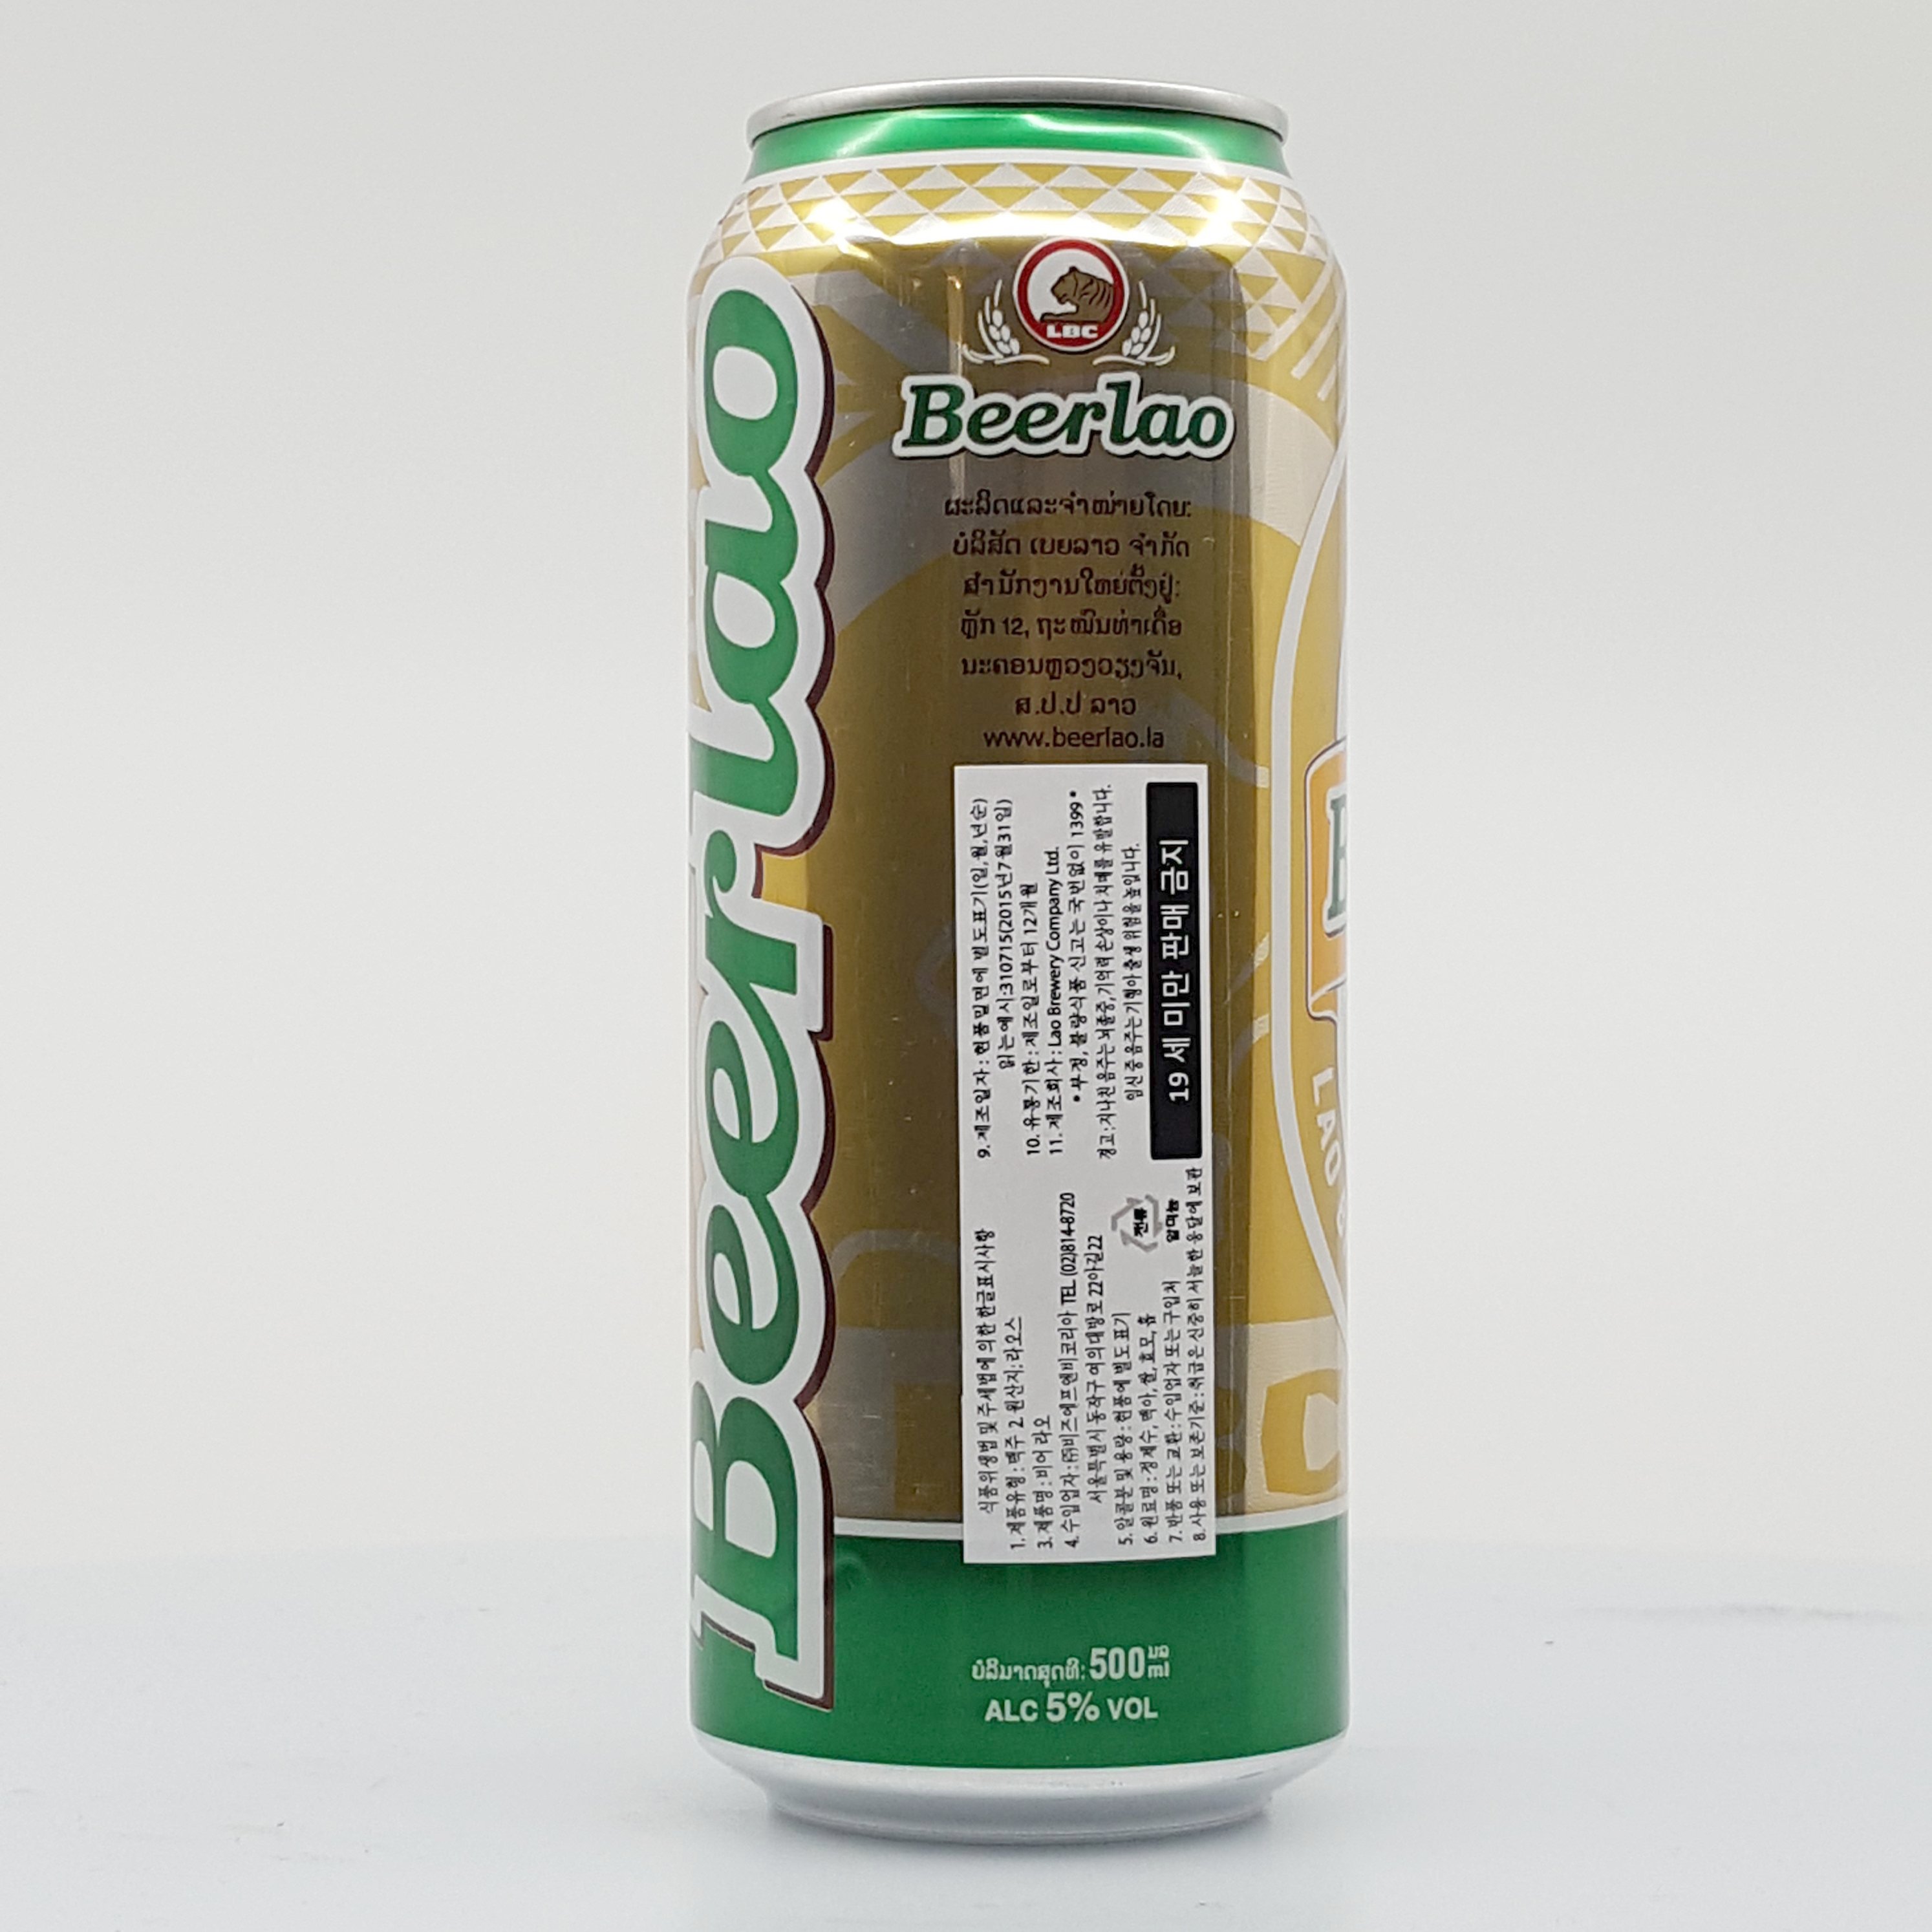 Beerlao
LBC
Beerlao
ຜະລິດແລະຈຳໜ່າຍໂດຍ:
ບໍລິສັດ ເບຍລາວ ຈຳກັດ
ສຳນັກງານໃຫຍ່ຕັ້ງຢູ່:
ຫຼັກ 12, ຖະໜົນທ່າເດື່ອ
ນະຄອນຫຼວງວຽງຈັນ,
ສ.ປ.ປ ລາວ
www.beerlao.la
식품위생법 및 주세법에 의한 한글표시사항
1. 제품유형 : 맥주 2. 원산지: 라오스
3. 제품명 : 비어 라오
4. 수입업자 : ㈜비즈에프앤비코리아 TEL (02)814-8720
서울특별시 동작구 여의대방로 22아길22
5. 알콜분 및 용량 : 현품에 별도 표기
6. 원료명 : 정제수, 맥아, 쌀, 효모, 홉
7. 반품 또는 교환 : 수입업자 또는 구입처
8. 사용 또는 보존기준 : 취급은 신중히 서늘한 응달에 보관
캔류
알미늄
9. 제조일자 : 현품밑면에 별도표기(일,월,년순)
읽는예시:310715(2015년7월31일)
10. 유통기한 : 제조일로부터 12개월
11. 제조회사 : Lao Brewery Company Ltd.
* 부정, 불량식품 신고는 국번없이 1399 *
경고 : 지나친 음주는 뇌졸중, 기억력 손상이나 치매를 유발합니다.
임신 중 음주는 기형아 출생 위험을 높입니다.
19세 미만 판매 금지
ບໍລິມາດສຸດທິ: 500 ມລ ml
ALC 5% VOL
LAO